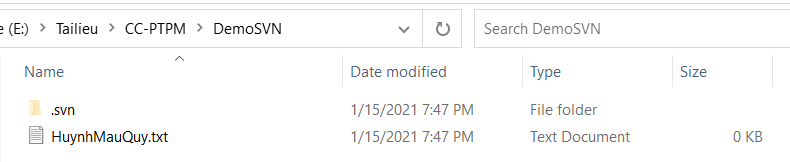 e (E:) > Tailieu > CC-PTPM > DemoSVN Search DemoSVN
Name Date modified Type Size
.svn 1/15/2021 7:47 PM File folder
HuynhMauQuy.txt 1/15/2021 7:47 PM Text Document 0 KB